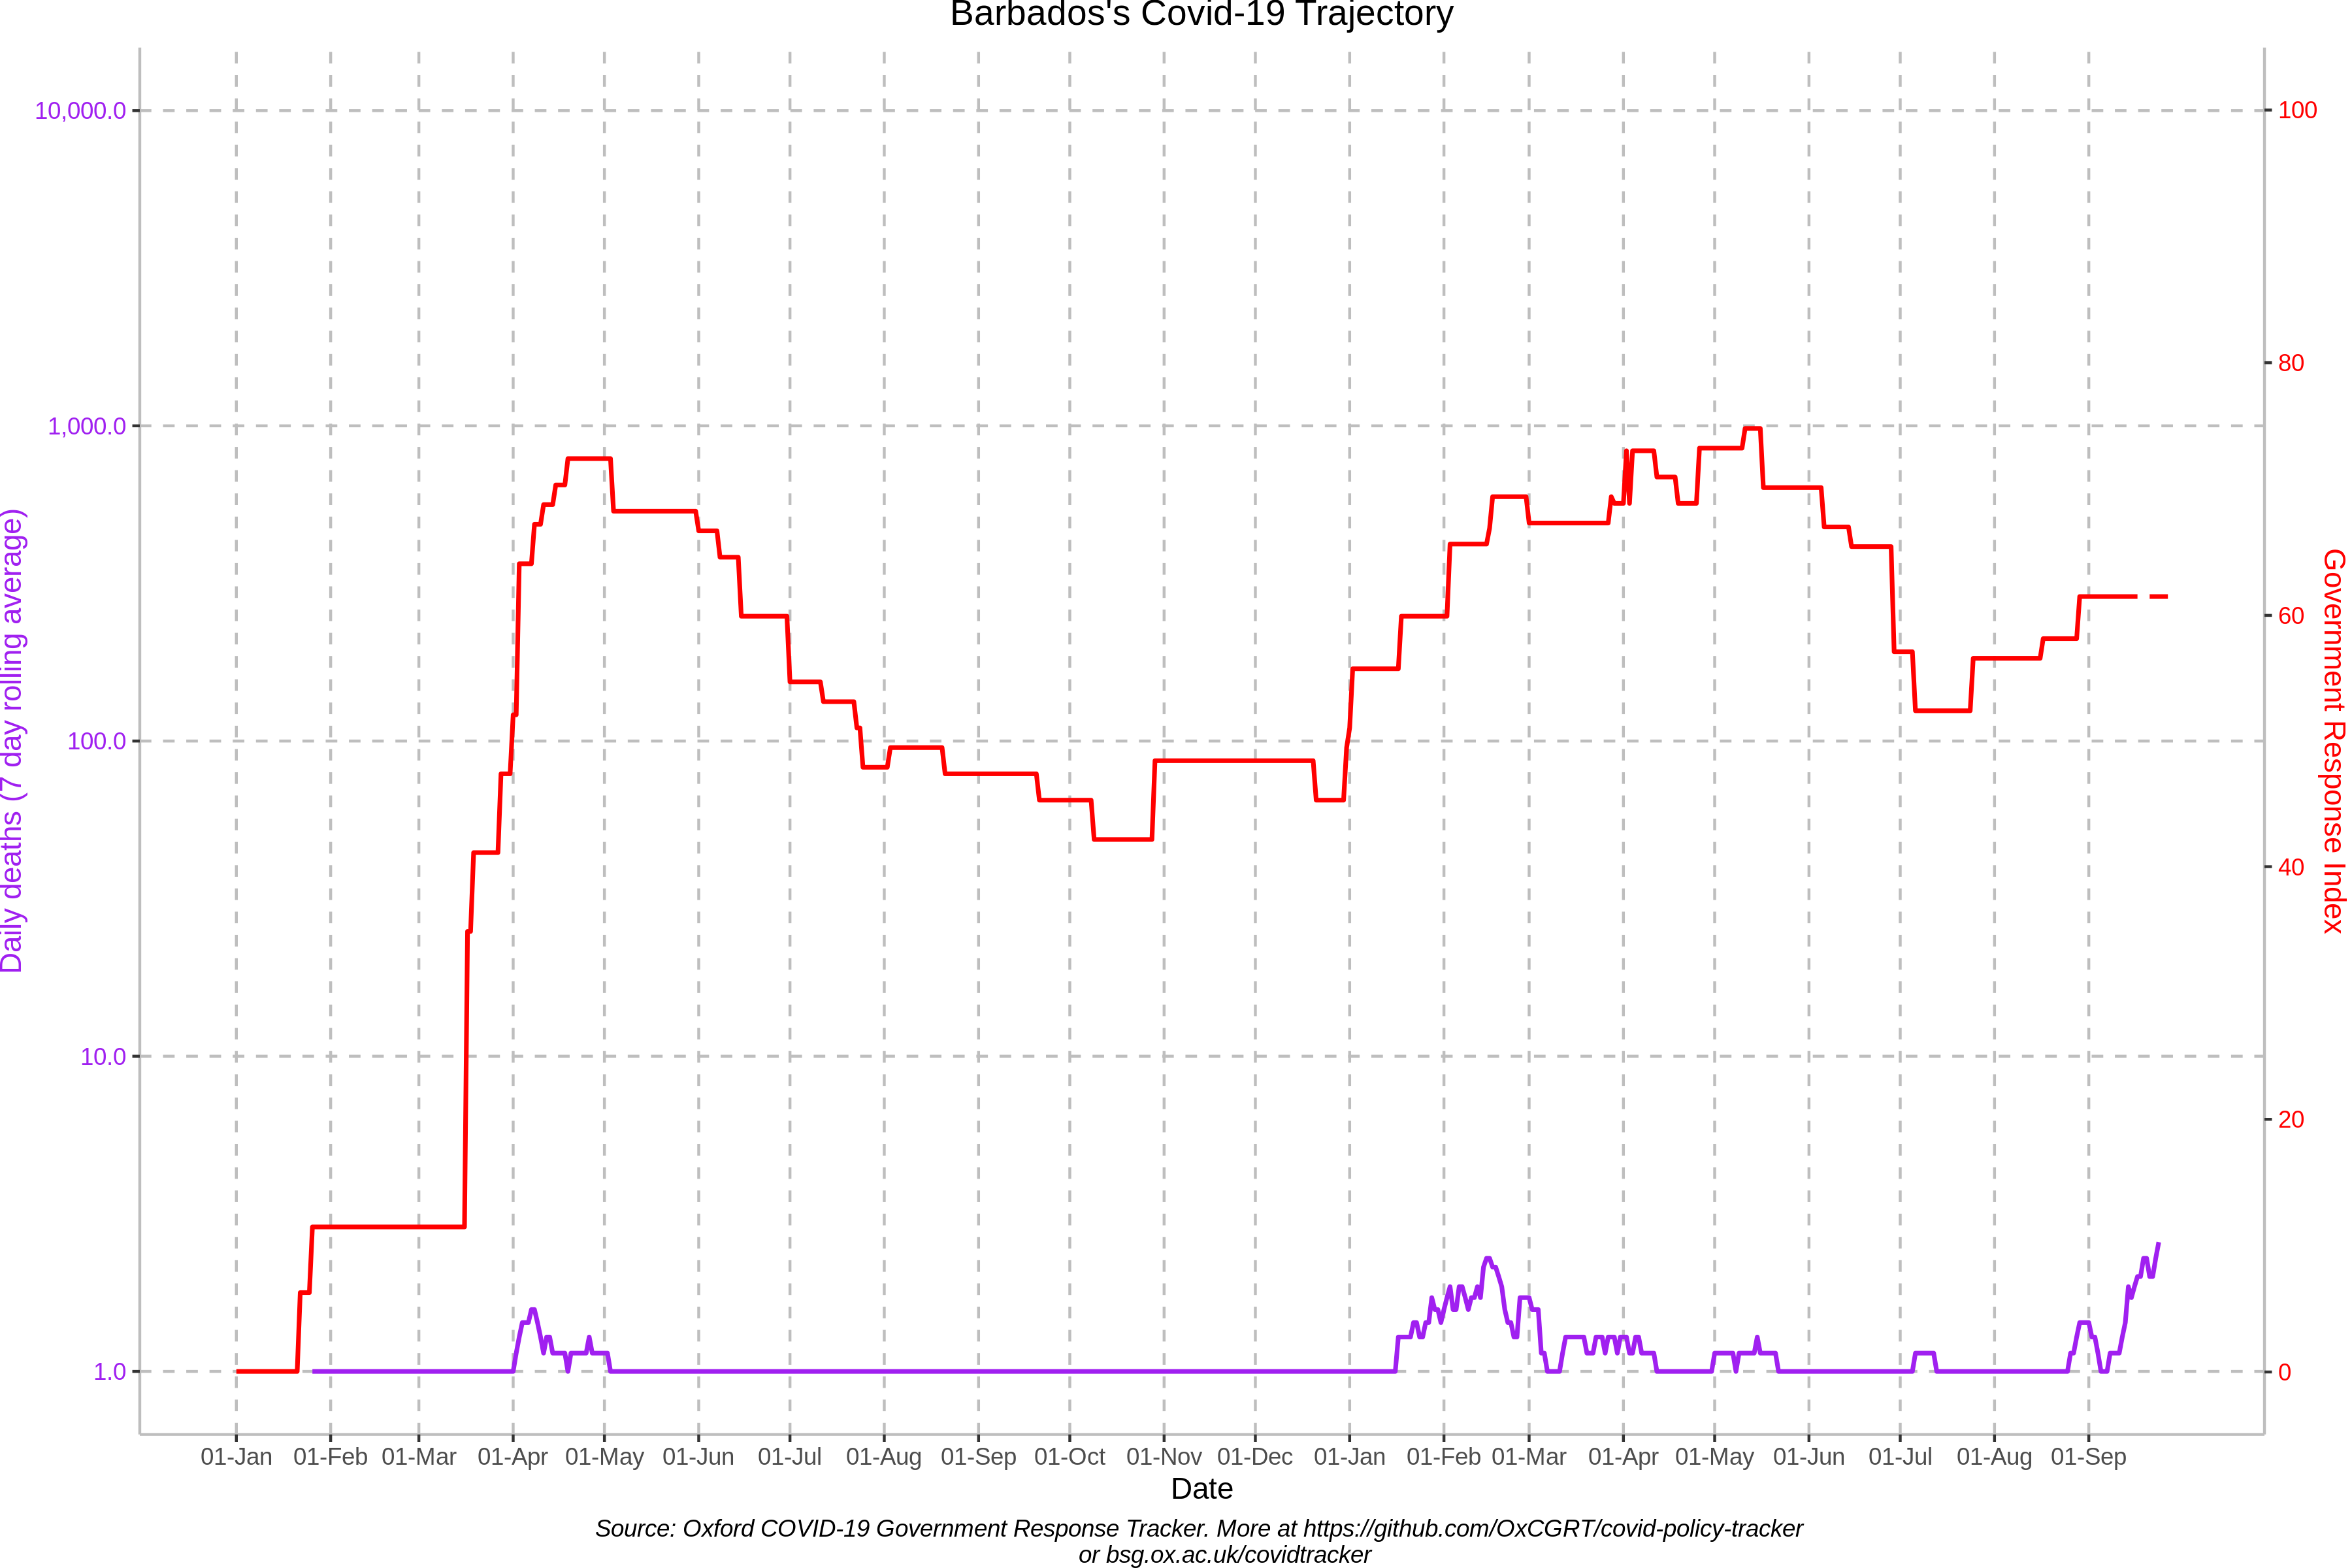 Barbados's Covid-19 Trajectory
10,000.0
1,000.0
100.0
10.0
1.0
Daily deaths (7 day rolling average)
100
80
60
40
20
0
Government Response Index
01-Jan 01-Feb 01-Mar 01-Apr 01-May 01-Jun 01-Jul 01-Aug 01-Sep 01-Oct 01-Nov 01-Dec 01-Jan 01-Feb 01-Mar 01-Apr 01-May 01-Jun 01-Jul 01-Aug 01-Sep
Date
Source: Oxford COVID-19 Government Response Tracker. More at https://github.com/OxCGRT/covid-policy-tracker
or bsg.ox.ac.uk/covidtracker